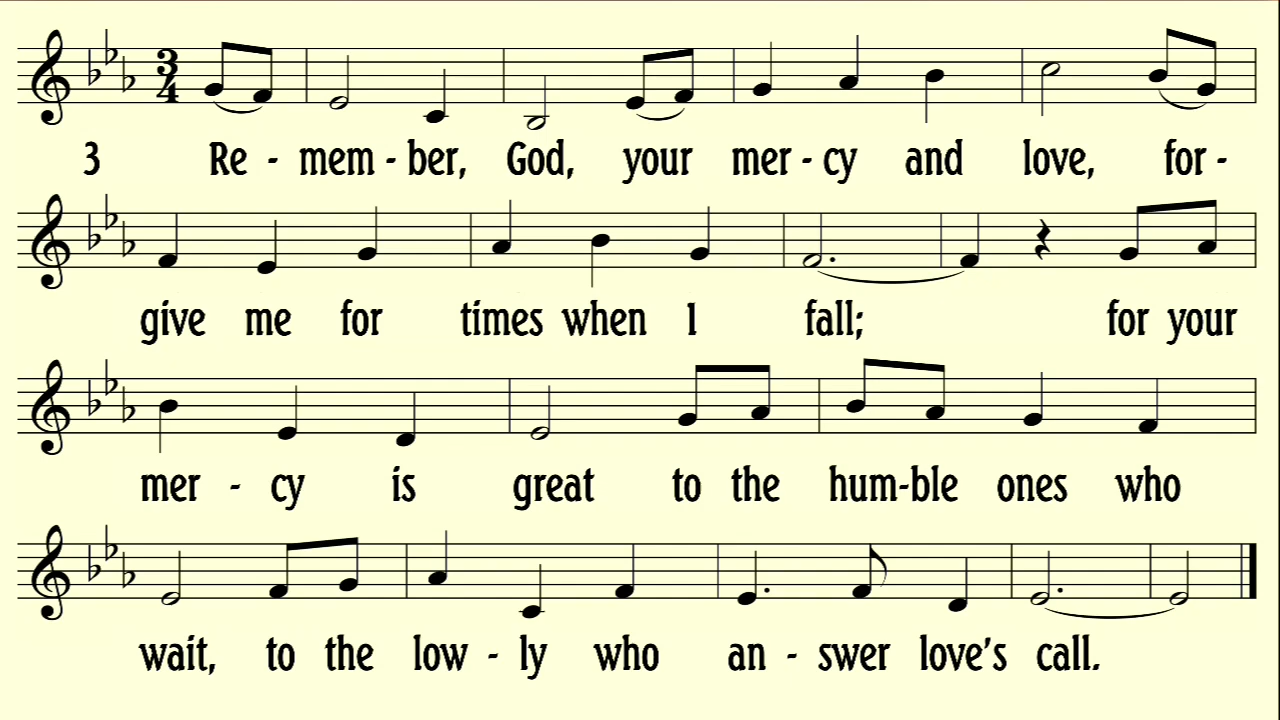 3 Re - mem - ber, God, your mer - cy and love, for -
give me for times when I fall; for your
mer - cy is great to the hum-ble ones who
wait, to the low - ly who an - swer love's call.